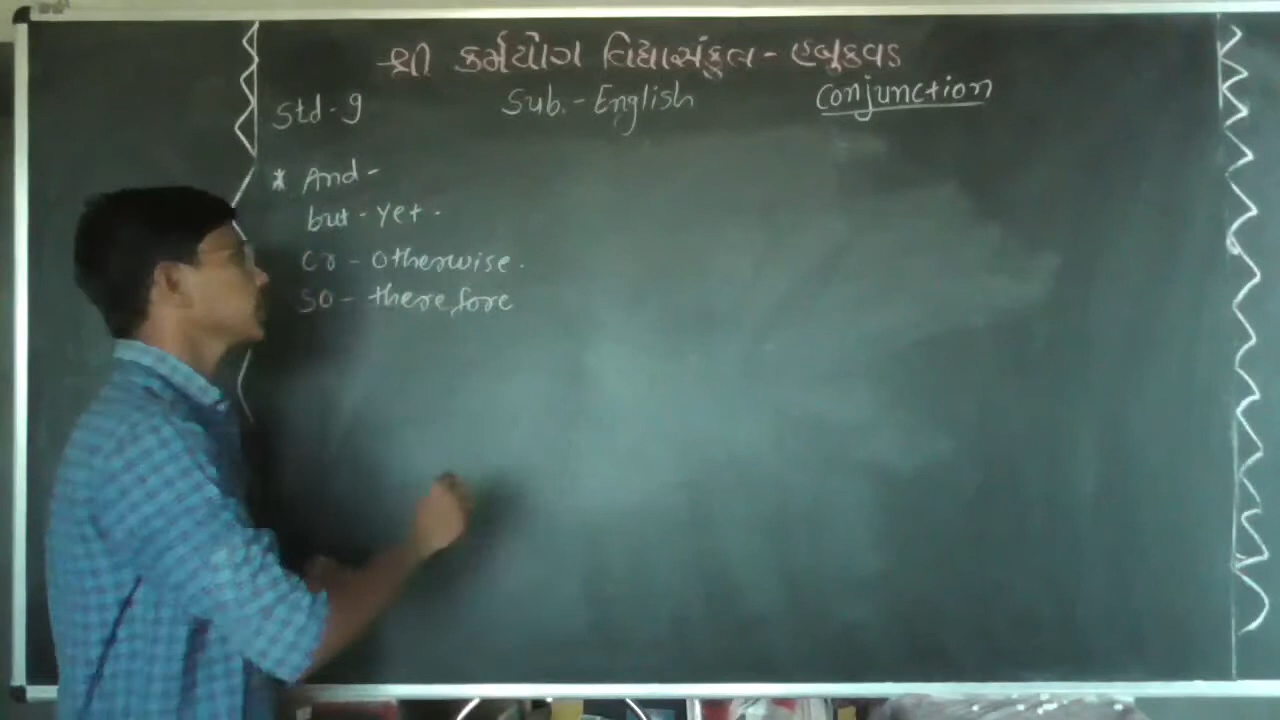 શ્રી કર્મયોગ વિદ્યાસંકુલ - હબુકવડ
Std - 9 Sub. - English Conjunction
* And -
but - yet.
or - otherwise.
so - therefore